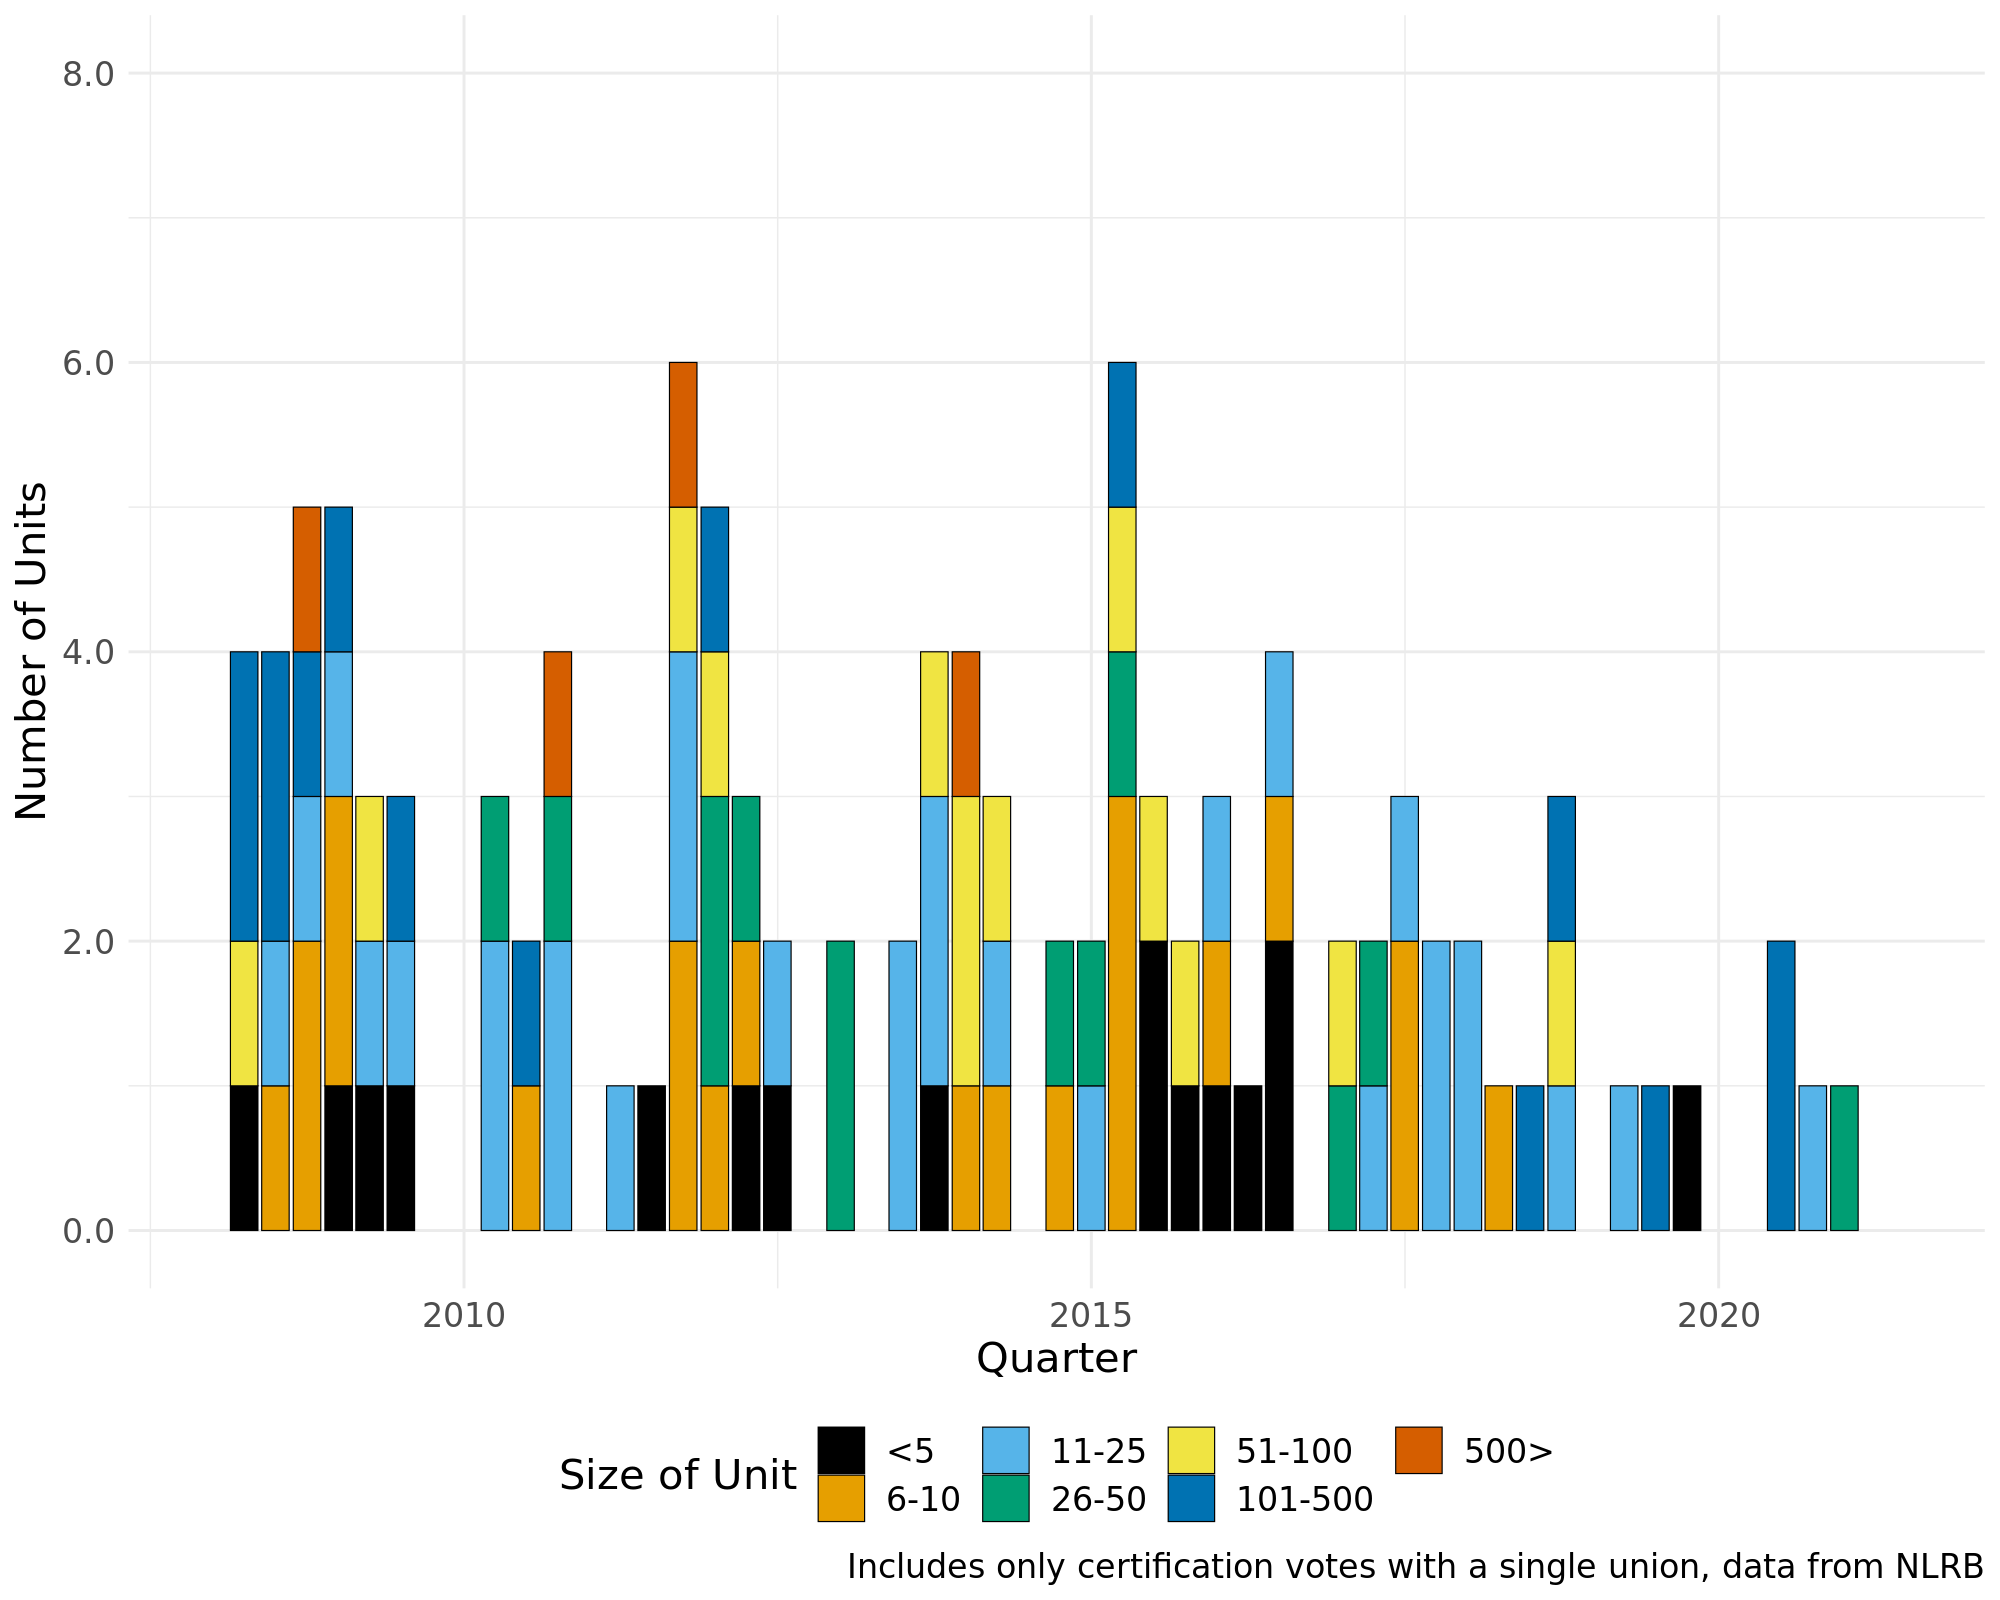 8.0
6.0
4.0
2.0
0.0
Number of Units
2010 2015 2020
Quarter
Size of Unit
<5 11-25 51-100 500>
6-10 26-50 101-500
Includes only certification votes with a single union, data from NLRB